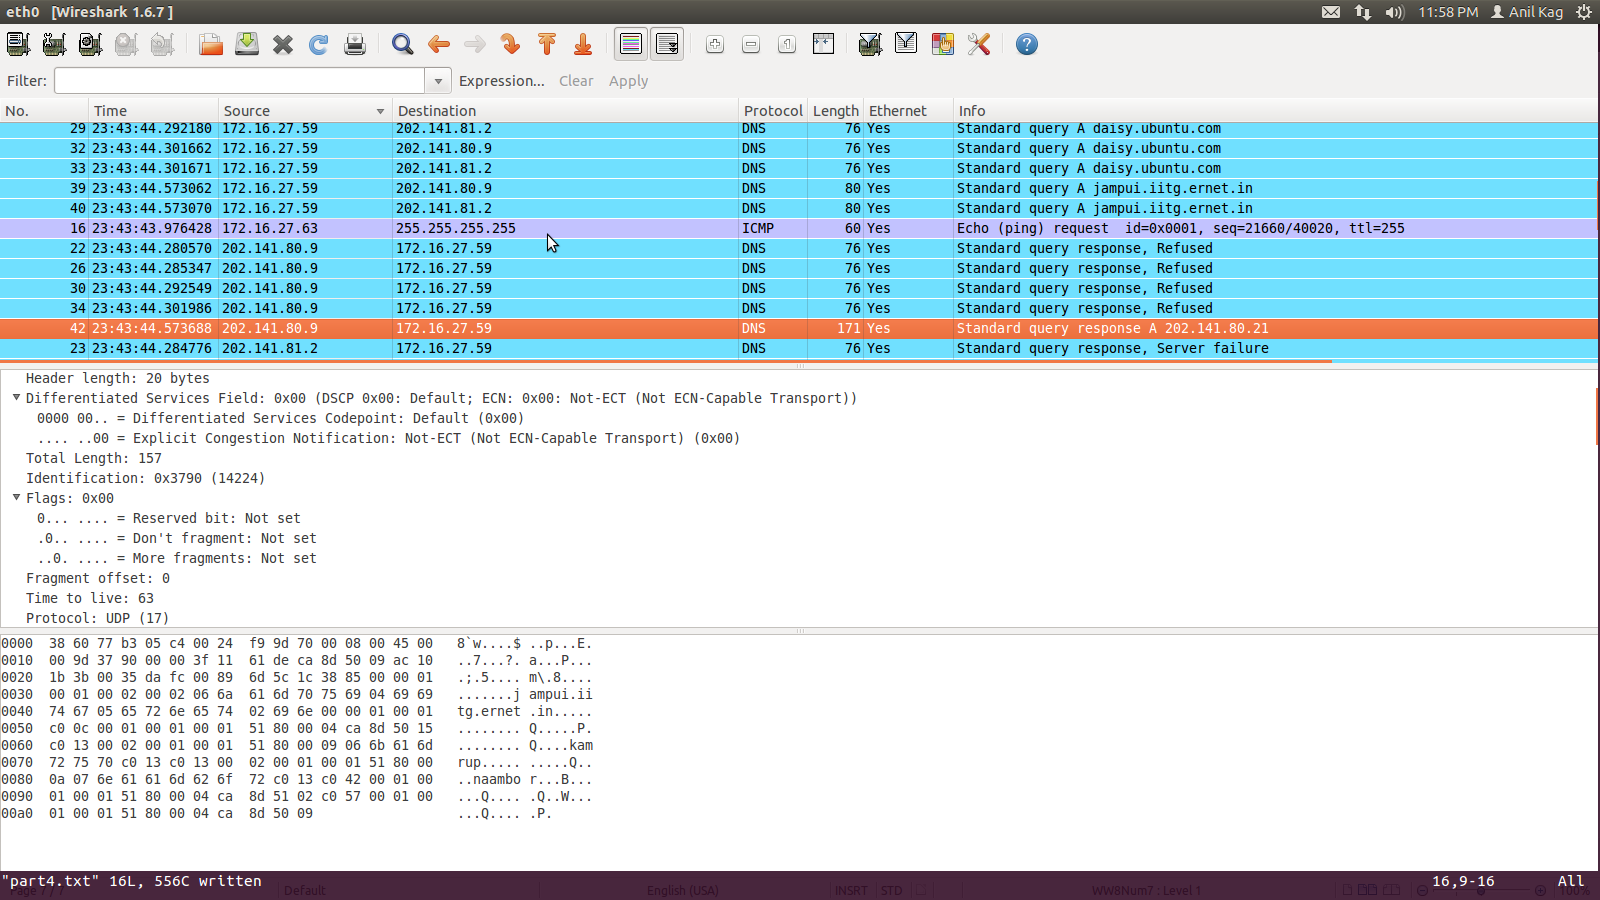 eth0   [Wireshark 1.6.7 ]
11:58 PM   Anil Kag
Filter:   Expression...   Clear   Apply
No.   Time   Source   Destination   Protocol   Length   Ethernet   Info
29 23:43:44.292180 172.16.27.59 202.141.81.2 DNS 76 Yes Standard query A daisy.ubuntu.com
32 23:43:44.301662 172.16.27.59 202.141.80.9 DNS 76 Yes Standard query A daisy.ubuntu.com
33 23:43:44.301671 172.16.27.59 202.141.81.2 DNS 76 Yes Standard query A daisy.ubuntu.com
39 23:43:44.573062 172.16.27.59 202.141.80.9 DNS 80 Yes Standard query A jampui.iitg.ernet.in
40 23:43:44.573070 172.16.27.59 202.141.81.2 DNS 80 Yes Standard query A jampui.iitg.ernet.in
16 23:43:43.976428 172.16.27.63 255.255.255.255 ICMP 60 Yes Echo (ping) request  id=0x0001, seq=21660/40020, ttl=255
22 23:43:44.280570 202.141.80.9 172.16.27.59 DNS 76 Yes Standard query response, Refused
26 23:43:44.285347 202.141.80.9 172.16.27.59 DNS 76 Yes Standard query response, Refused
30 23:43:44.292549 202.141.80.9 172.16.27.59 DNS 76 Yes Standard query response, Refused
34 23:43:44.301986 202.141.80.9 172.16.27.59 DNS 76 Yes Standard query response, Refused
42 23:43:44.573688 202.141.80.9 172.16.27.59 DNS 171 Yes Standard query response A 202.141.80.21
23 23:43:44.284776 202.141.81.2 172.16.27.59 DNS 76 Yes Standard query response, Server failure
Header length: 20 bytes
Differentiated Services Field: 0x00 (DSCP 0x00: Default; ECN: 0x00: Not-ECT (Not ECN-Capable Transport))
0000 00.. = Differentiated Services Codepoint: Default (0x00)
.... ..00 = Explicit Congestion Notification: Not-ECT (Not ECN-Capable Transport) (0x00)
Total Length: 157
Identification: 0x3790 (14224)
Flags: 0x00
0... .... = Reserved bit: Not set
.0.. .... = Don't fragment: Not set
..0. .... = More fragments: Not set
Fragment offset: 0
Time to live: 63
Protocol: UDP (17)
0000  38 60 77 b3 05 c4 00 24  f9 9d 70 00 08 00 45 00   8`w....$ ..p...E.
0010  00 9d 37 90 00 00 3f 11  61 de ca 8d 50 09 ac 10   ..7...?. a...P...
0020  1b 3b 00 35 da fc 00 89  6d 5c 1c 38 85 00 00 01   .;.5.... m\.8....
0030  00 01 00 02 00 02 06 6a  61 6d 70 75 69 04 69 69   .......j ampui.ii
0040  74 67 05 65 72 6e 65 74  02 69 6e 00 00 01 00 01   tg.ernet .in.....
0050  c0 0c 00 01 00 01 00 01  51 80 00 04 ca 8d 50 15   ........ Q.....P.
0060  c0 13 00 02 00 01 00 01  51 80 00 09 06 6b 61 6d   ........ Q....kam
0070  72 75 70 c0 13 c0 13 00  02 00 01 00 01 51 80 00   rup..... .....Q..
0080  0a 07 6e 61 61 6d 62 6f  72 c0 13 c0 42 00 01 00   ..naambo r...B...
0090  01 00 01 51 80 00 04 ca  8d 51 02 c0 57 00 01 00   ...Q.... .Q..W...
00a0  01 00 01 51 80 00 04 ca  8d 50 09   ...Q.... .P.
"part4.txt" 16L, 556C written   16,9-16   All
Default   English (USA)   INSRT   STD   WW8Num7 : Level 1   100%